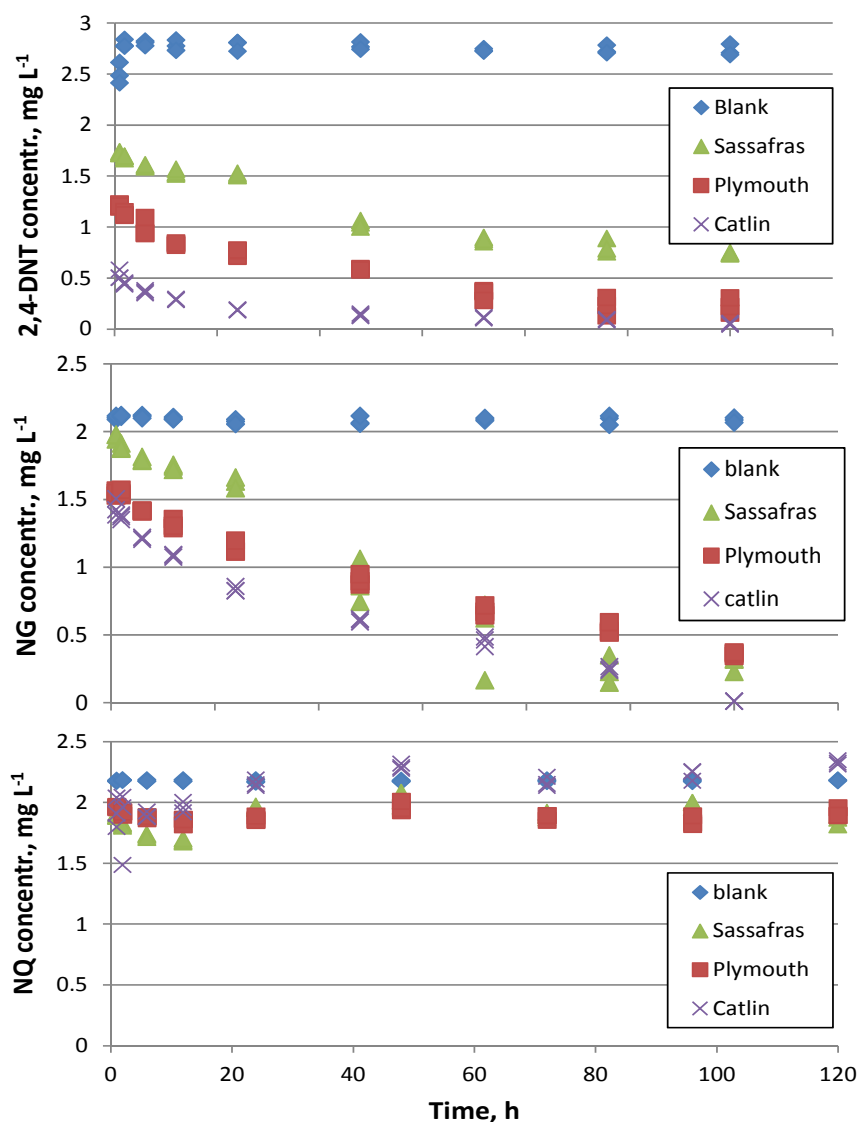 2,4-DNT concentr., mg L-1
3
2.5
2
1.5
1
0.5
0
Blank
Sassafras
Plymouth
Catlin
NG concentr., mg L-1
2.5
2
1.5
1
0.5
0
blank
Sassafras
Plymouth
catlin
NQ concentr., mg L-1
2.5
2
1.5
1
0.5
0
blank
Sassafras
Plymouth
Catlin
0 20 40 60 80 100 120
Time, h